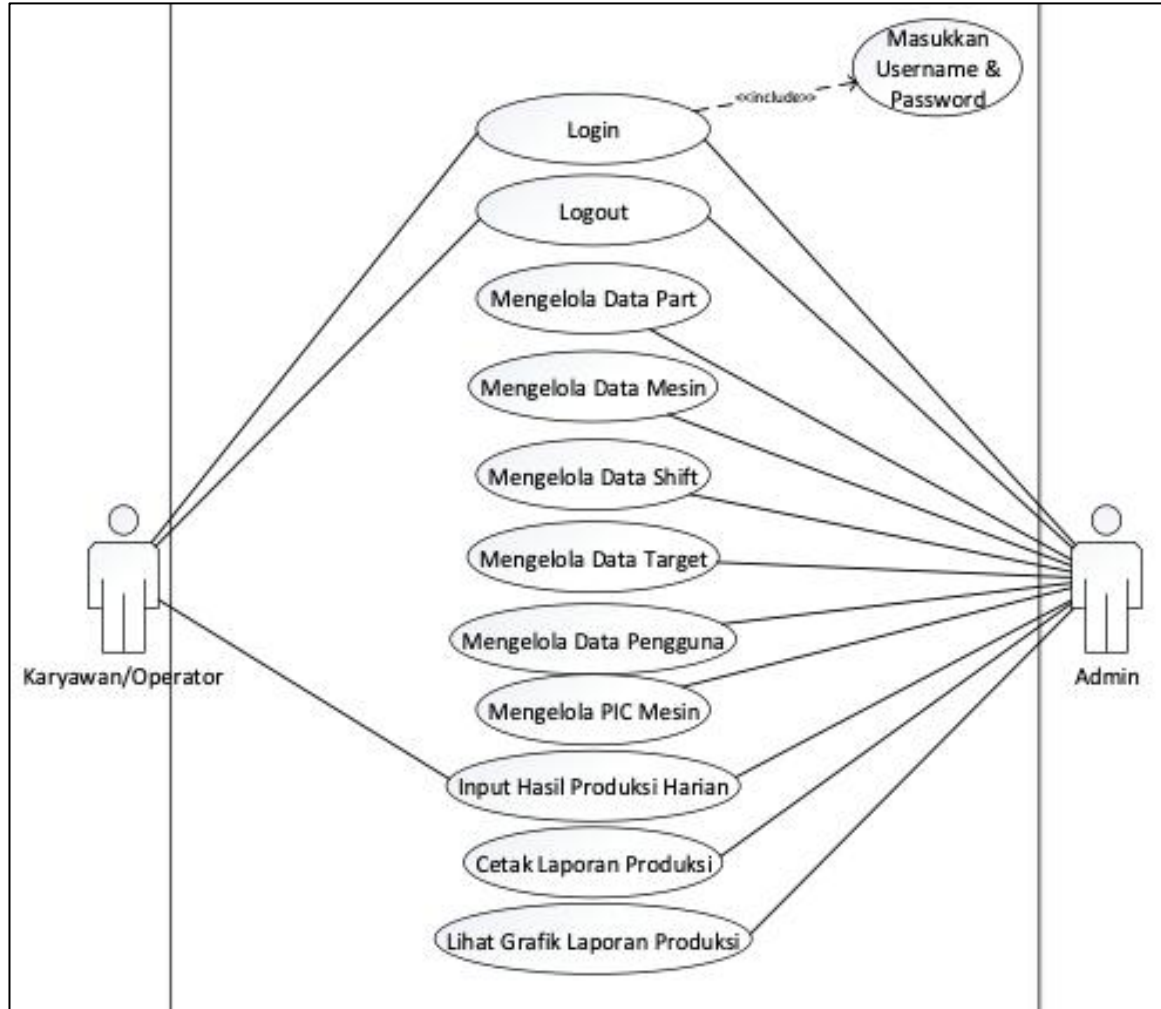 Masukkan
Username &
Password
<<include>>
Login
Logout
Mengelola Data Part
Mengelola Data Mesin
Mengelola Data Shift
Mengelola Data Target
Mengelola Data Pengguna
Karyawan/Operator
Admin
Mengelola PIC Mesin
Input Hasil Produksi Harian
Cetak Laporan Produksi
Lihat Grafik Laporan Produksi